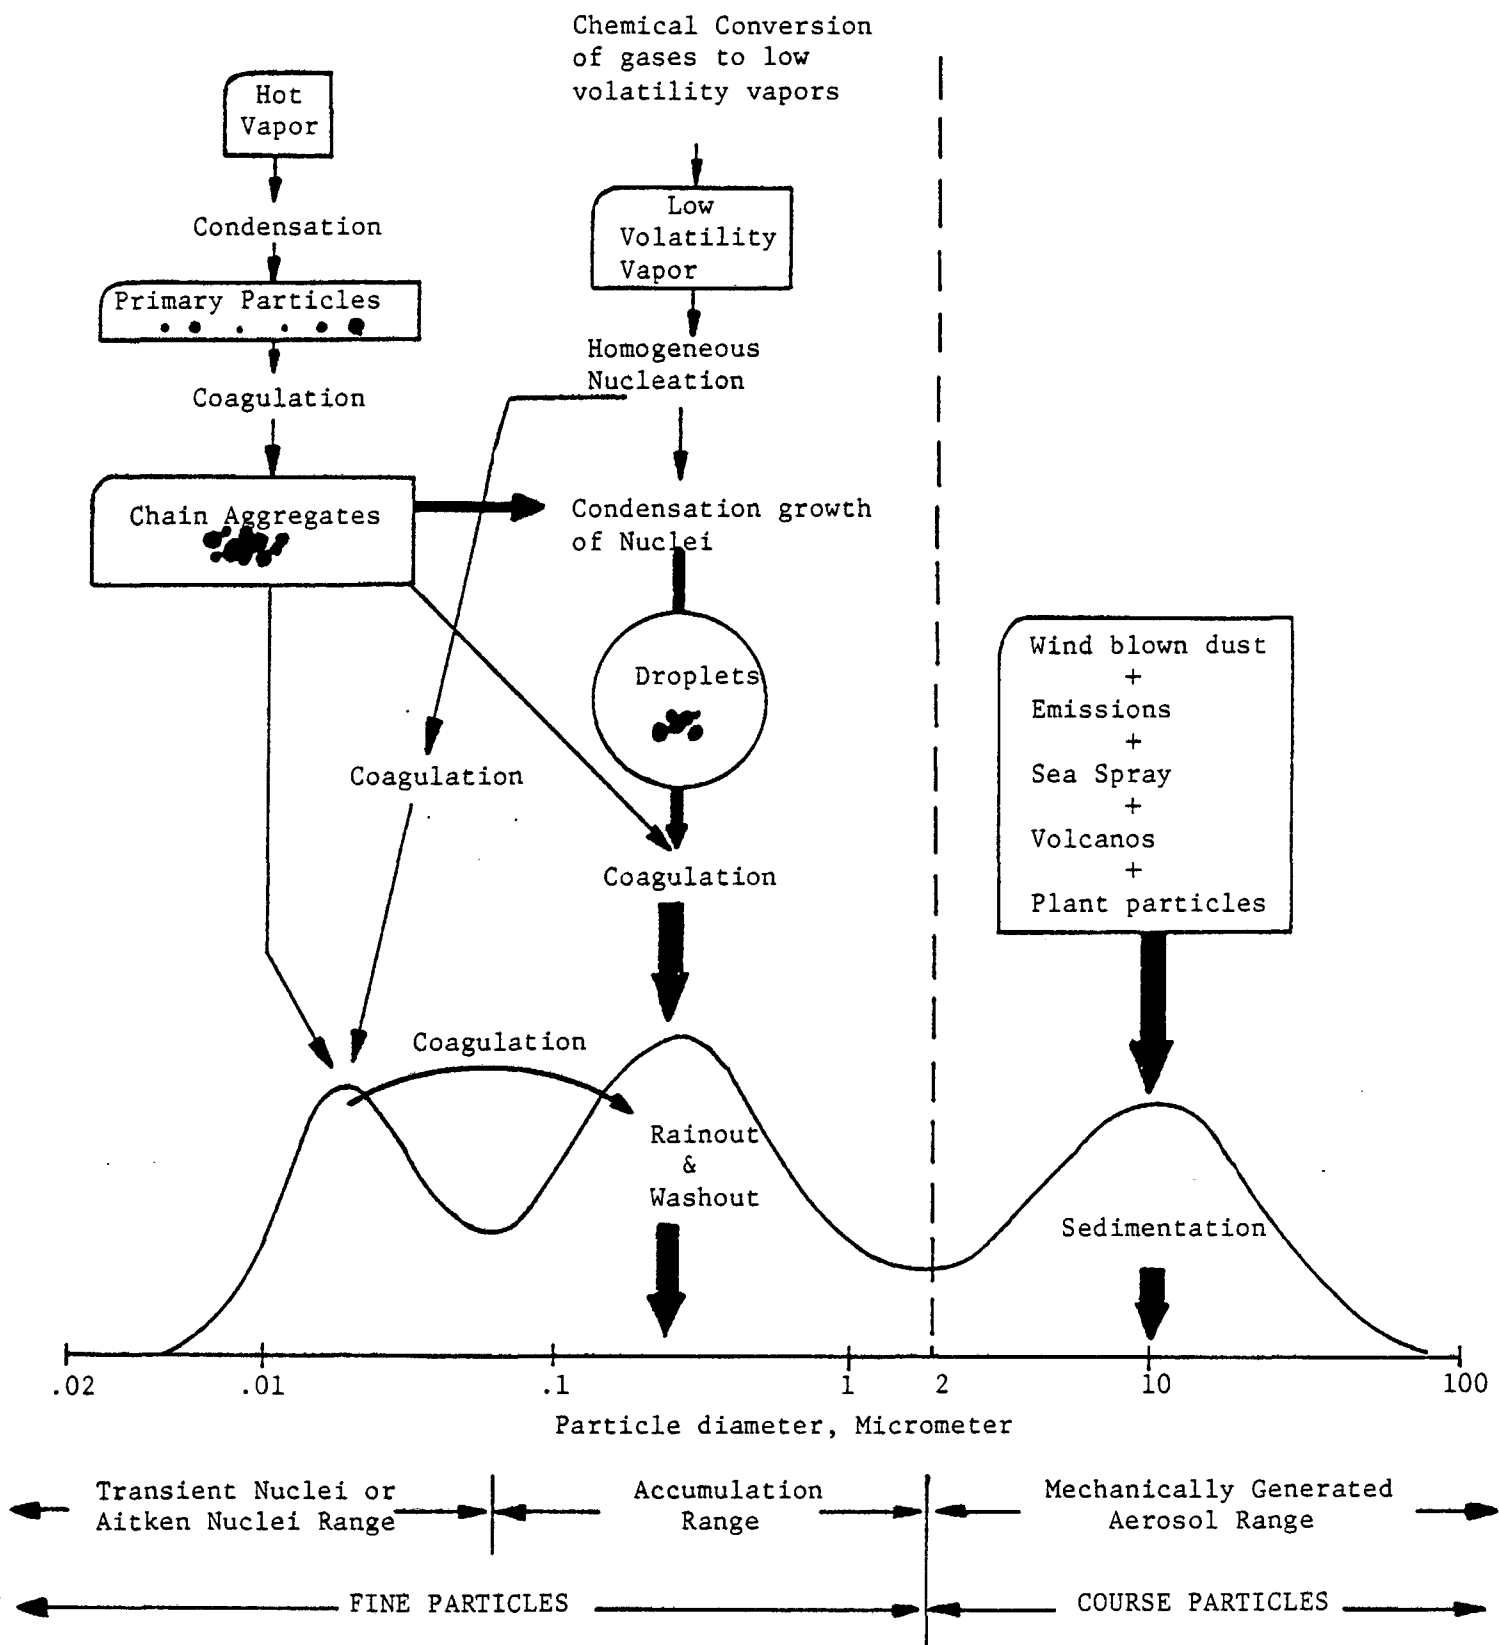 Chemical Conversion
of gases to low
volatility vapors
Hot
Vapor
Condensation
Primary Particles
Coagulation
Chain Aggregates
Low
Volatility
Vapor
Homogeneous
Nucleation
Condensation growth
of Nuclei
Droplets
Coagulation
Coagulation
Coagulation
Rainout
&
Washout
Wind blown dust
+
Emissions
+
Sea Spray
+
Volcanos
+
Plant particles
Sedimentation
.02 .01 .1 1 2 10 100
Particle diameter, Micrometer
Transient Nuclei or
Aitken Nuclei Range
Accumulation
Range
Mechanically Generated
Aerosol Range
FINE PARTICLES
COURSE PARTICLES